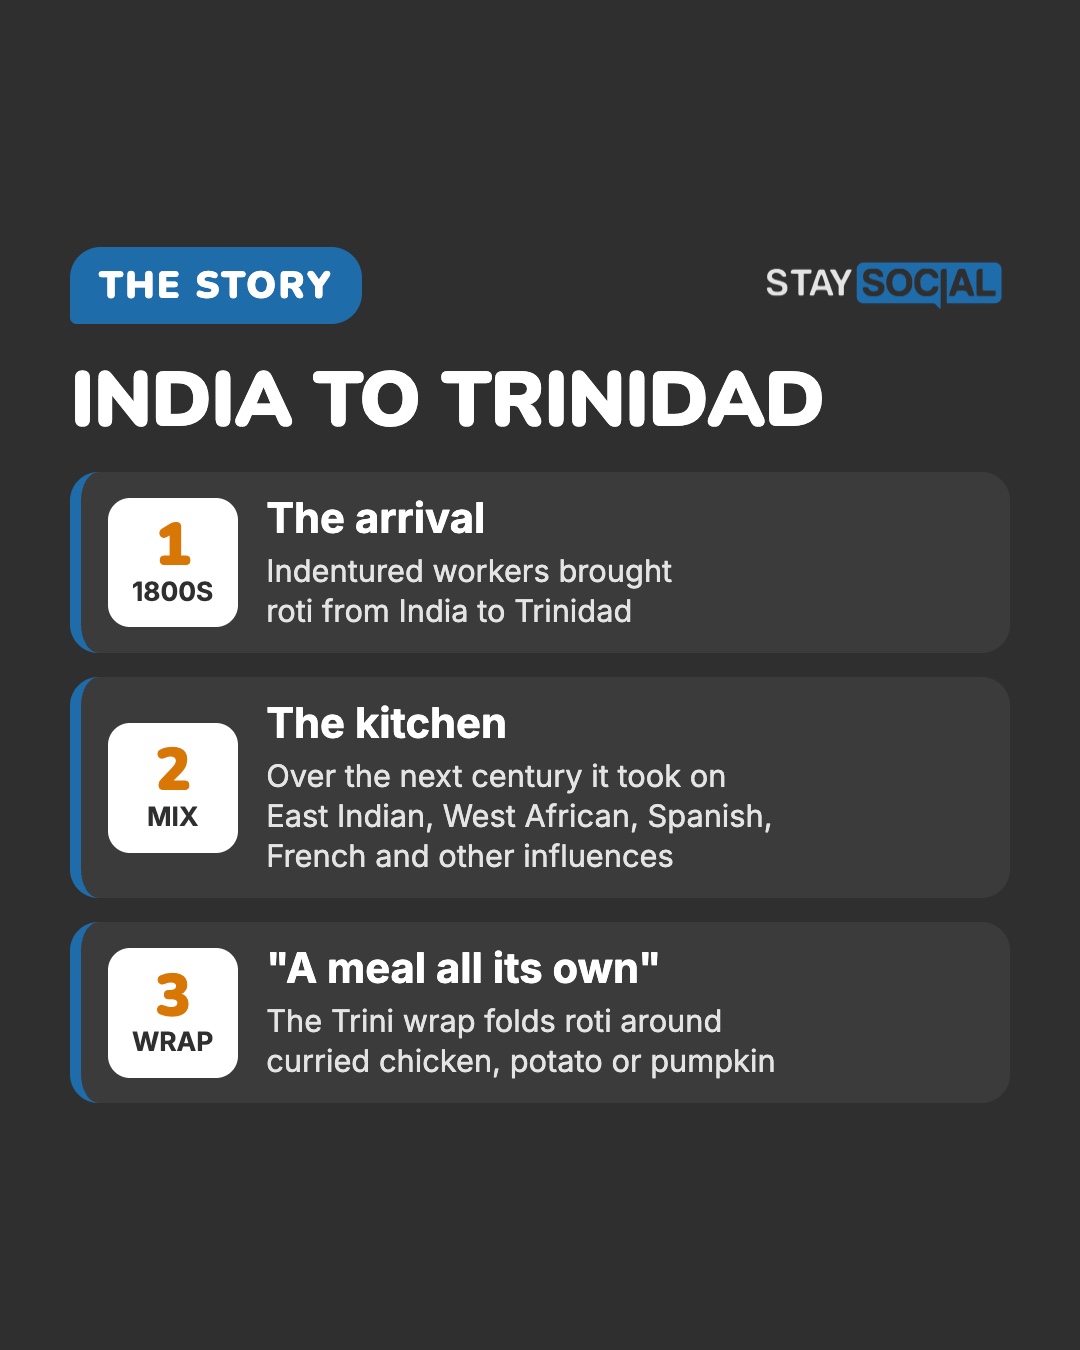 THE STORY
STAY SOCIAL
INDIA TO TRINIDAD
1
1800S
The arrival
Indentured workers brought
roti from India to Trinidad
2
MIX
The kitchen
Over the next century it took on
East Indian, West African, Spanish,
French and other influences
3
WRAP
"A meal all its own"
The Trini wrap folds roti around
curried chicken, potato or pumpkin